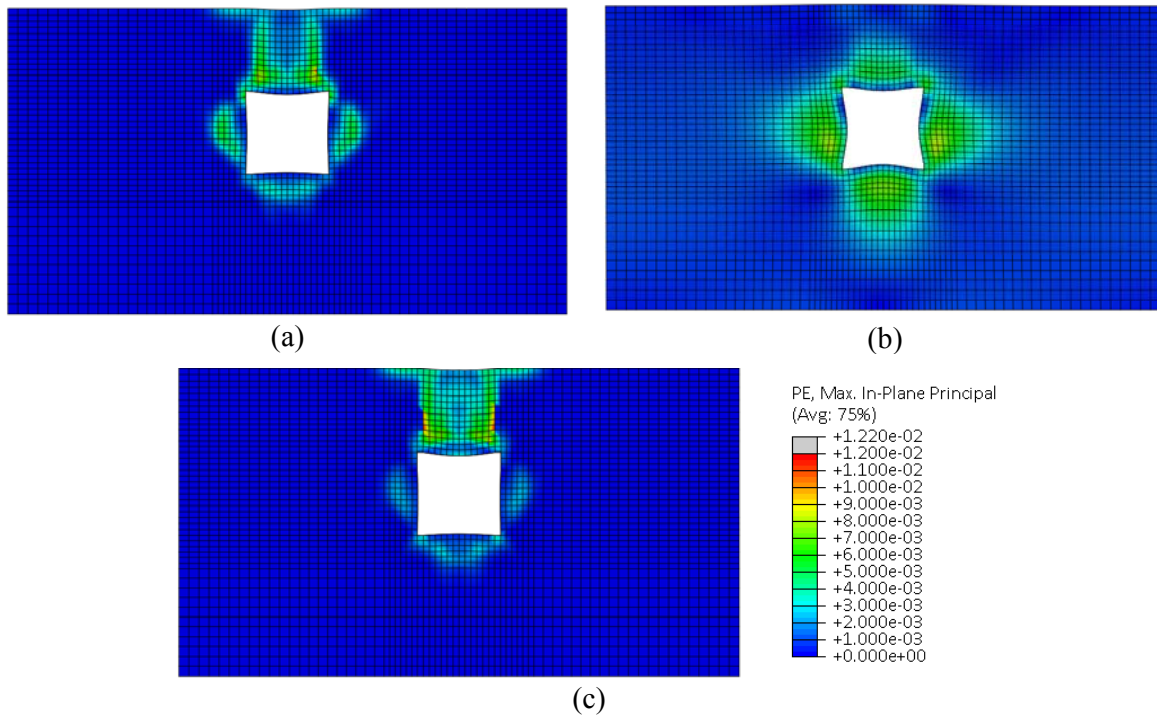 (a)
(b)
(c)
PE, Max. In-Plane Principal
(Avg: 75%)
+1.220e-02
+1.200e-02
+1.100e-02
+1.000e-02
+9.000e-03
+8.000e-03
+7.000e-03
+6.000e-03
+5.000e-03
+4.000e-03
+3.000e-03
+2.000e-03
+1.000e-03
+0.000e+00